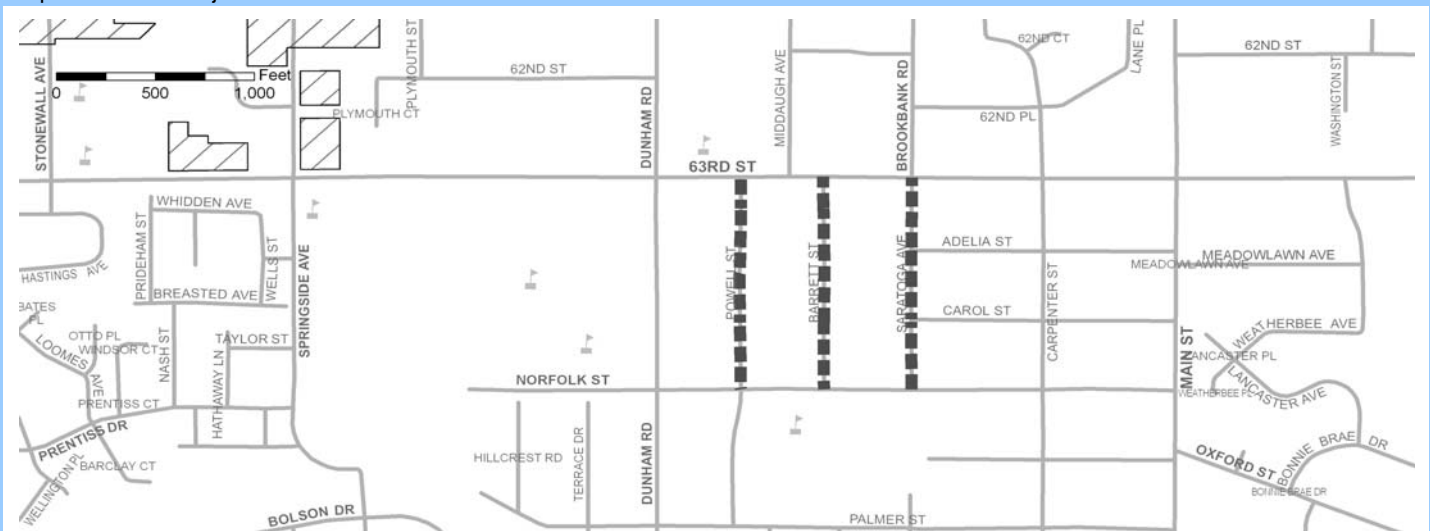 62ND CT
LANE PL
62ND ST
STONEWALL AVE
Feet
0 500 1,000
PLYMOUTH ST
62ND ST
PLYMOUTH CT
DUNHAM RD
MIDDAUGH AVE
BROOKBANK RD
62ND PL
WASHINGTON ST
63RD ST
WHIDDEN AVE
PRIDEHAM ST
WELLS ST
HASTINGS AVE
BREASTED AVE
SPRINGSIDE AVE
POWELL ST
BARRETT ST
SARATOGA AVE
ADELIA ST
MEADOWLAWN AVE
MEADOWLAWN AVE
CARPENTER ST
CAROL ST
BATES
PL
OTTO PL
WINDSOR CT
LOOMES
AVE
NASH ST
TAYLOR ST
HATHAWAY LN
WEATHERBEE AVE
LANCASTER PL
MAIN ST
NORFOLK ST
WEATHERBEE PL
LANCASTER AVE
PRENTISS CT
PRENTISS DR
BARCLAY CT
WELLINGTON PL
HILLCREST RD
TERRACE DR
DUNHAM RD
OXFORD ST
BONNIE BRAE DR
BONNIE BRAE DR
BOLSON DR
PALMER ST